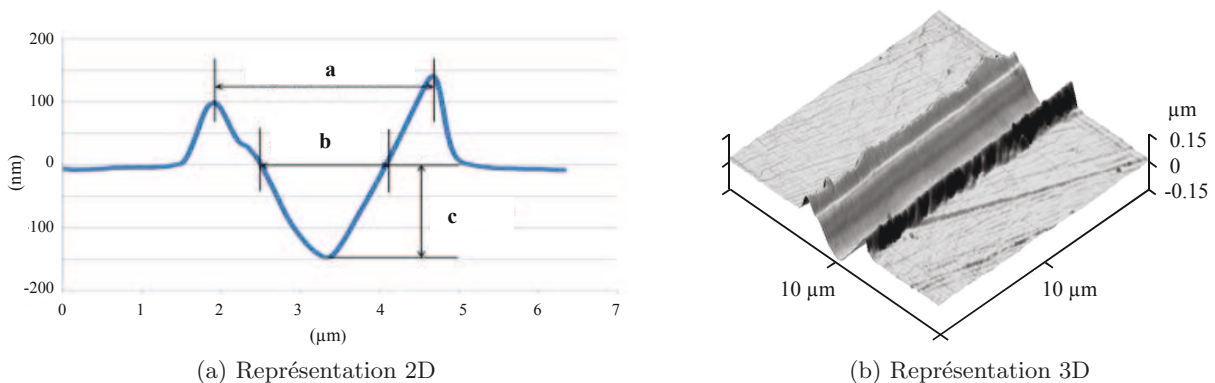 200
100
0
-100
-200
(nm)
a
b
c
0 1 2 3 4 5 6 7
(µm)
(a) Représentation 2D
µm
0.15
0
-0.15
10 µm
10 µm
(b) Représentation 3D